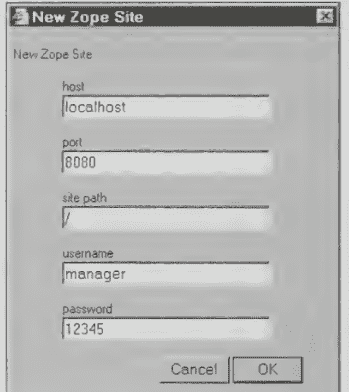 New Zope Site
New Zope Site
host
localhost
port
8080
site path
/
username
manager
password
12345
Cancel OK